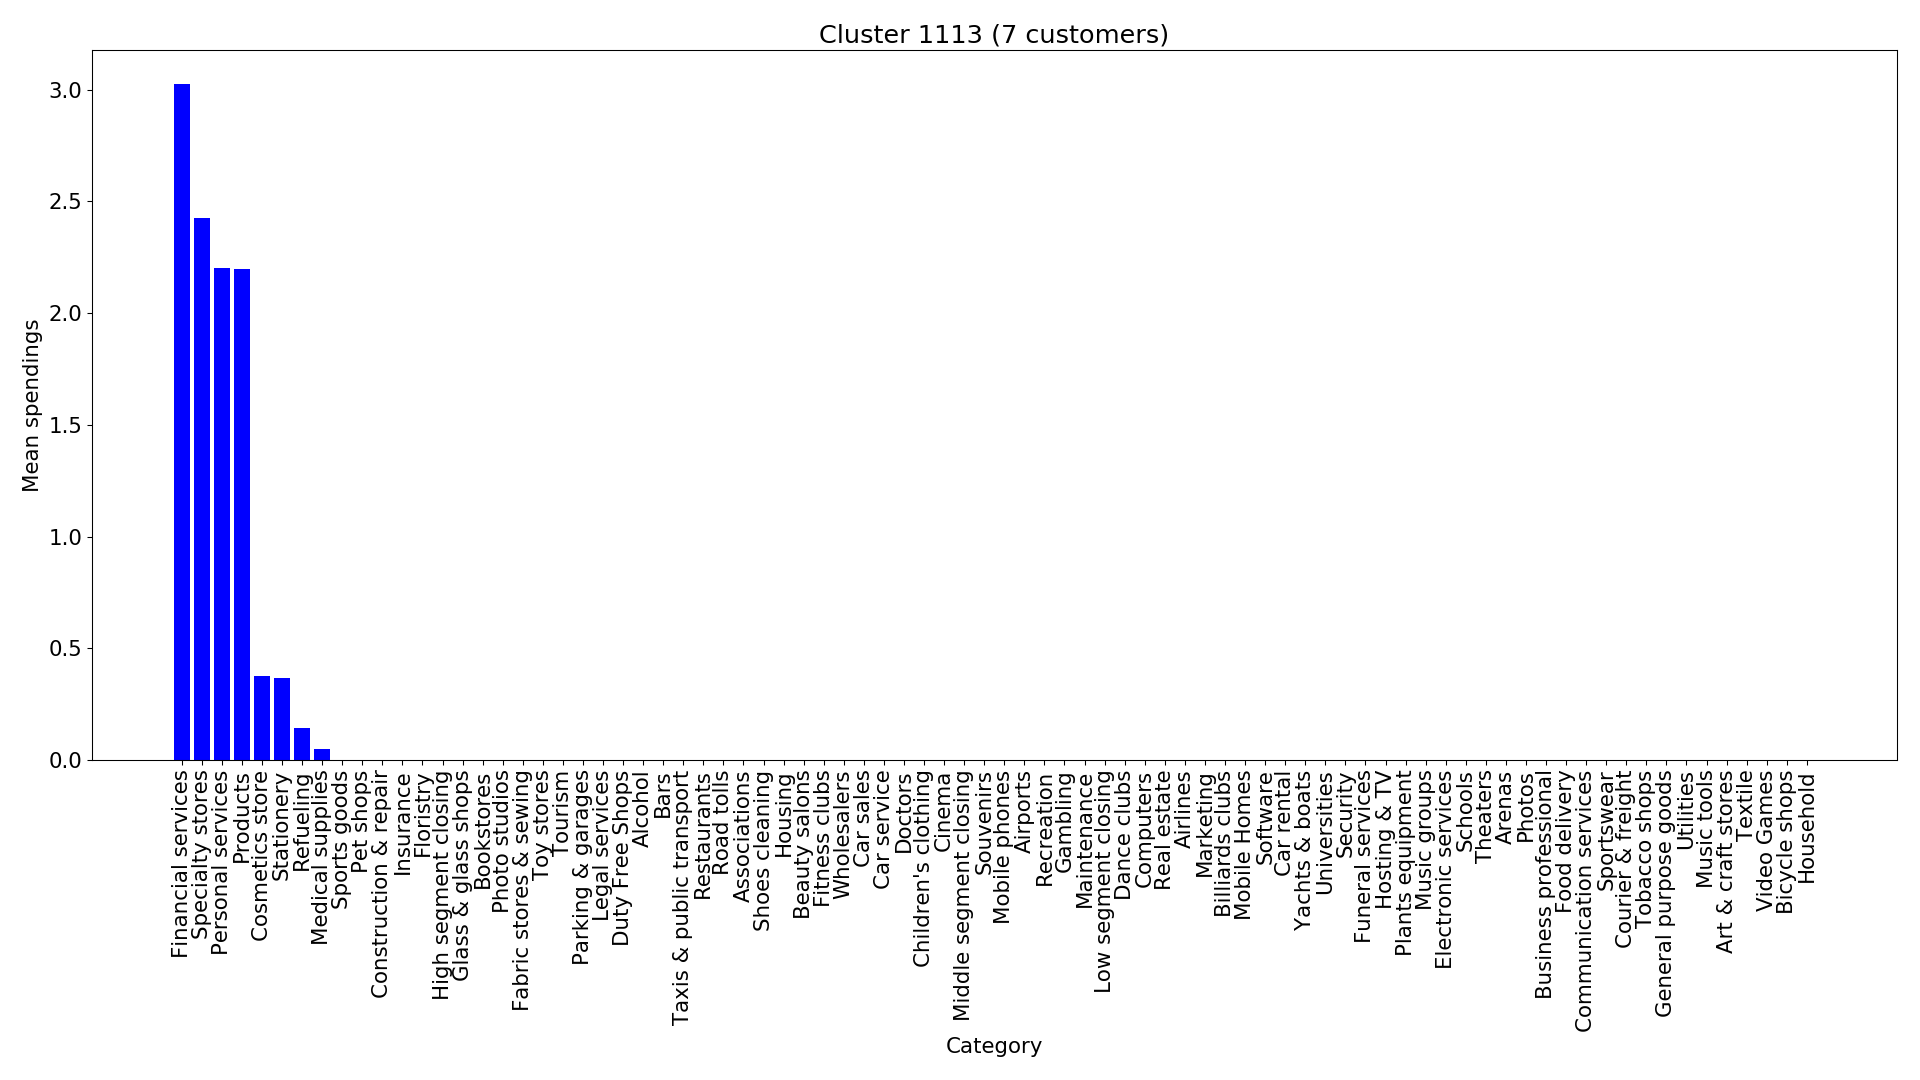 Cluster 1113 (7 customers)
Mean spendings
3.0
2.5
2.0
1.5
1.0
0.5
0.0
Financial services
Specialty stores
Personal services
Products
Cosmetics store
Stationery
Refueling
Medical supplies
Sports goods
Pet shops
Construction & repair
Insurance
Floristry
High segment closing
Glass & glass shops
Bookstores
Photo studios
Fabric stores & sewing
Toy stores
Tourism
Parking & garages
Legal services
Duty Free Shops
Alcohol
Bars
Taxis & public transport
Restaurants
Road tolls
Associations
Shoes cleaning
Housing
Beauty salons
Fitness clubs
Wholesalers
Car sales
Car service
Doctors
Children's clothing
Cinema
Middle segment closing
Souvenirs
Mobile phones
Airports
Recreation
Gambling
Maintenance
Low segment closing
Dance clubs
Computers
Real estate
Airlines
Marketing
Billiards clubs
Mobile Homes
Software
Car rental
Yachts & boats
Universities
Security
Funeral services
Hosting & TV
Plants equipment
Music groups
Electronic services
Schools
Theaters
Arenas
Photos
Business professional
Food delivery
Communication services
Sportswear
Courier & freight
Tobacco shops
General purpose goods
Utilities
Music tools
Art & craft stores
Textile
Video Games
Bicycle shops
Household
Category